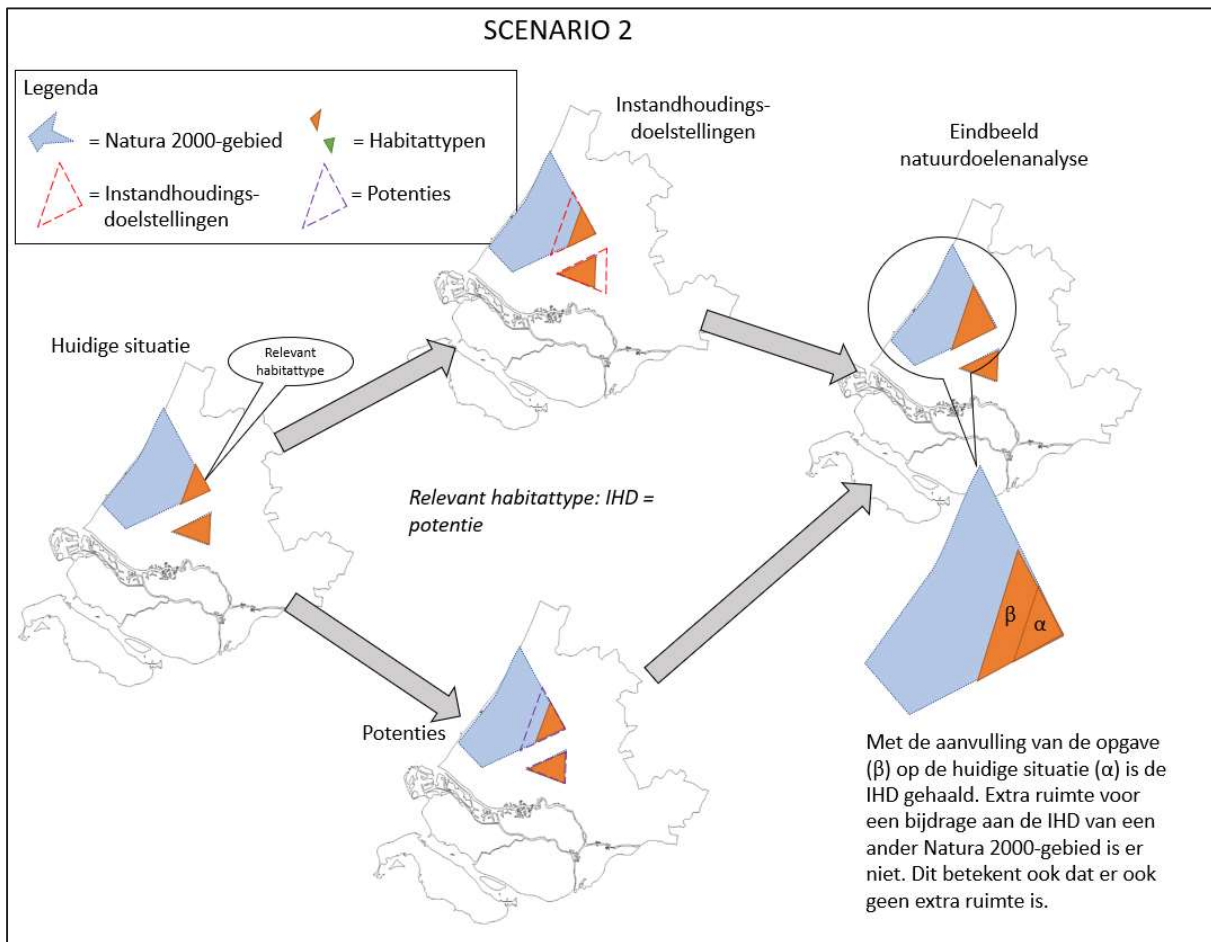 SCENARIO 2
Legenda
= Natura 2000-gebied
= Habitattypen
= Instandhoudings-
doelstellingen
= Potenties
Instandhoudings-
doelstellingen
Eindbeeld
natuurdoelenanalyse
Huidige situatie
Relevant
habitattype
Relevant habitattype: IHD =
potentie
Potenties
β
α
Met de aanvulling van de opgave
(β) op de huidige situatie (α) is de
IHD gehaald. Extra ruimte voor
een bijdrage aan de IHD van een
ander Natura 2000-gebied is er
niet. Dit betekent ook dat er ook
geen extra ruimte is.